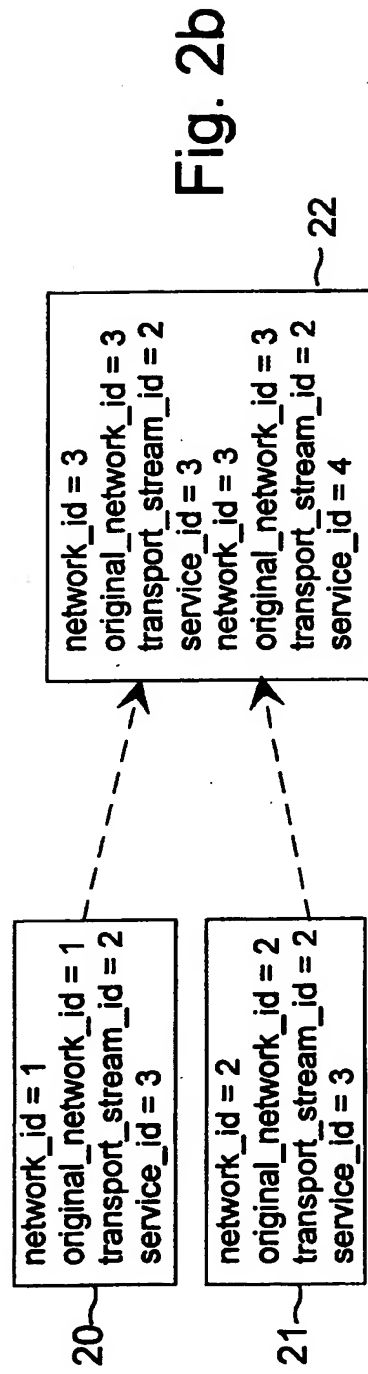 network_id = 1
original_network_id = 1
transport_stream_id = 2
service_id = 3
20
network_id = 2
original_network_id = 2
transport_stream_id = 2
service_id = 3
21
network_id = 3
original_network_id = 3
transport_stream_id = 2
service_id = 3
network_id = 3
original_network_id = 3
transport_stream_id = 2
service_id = 4
22
Fig. 2b